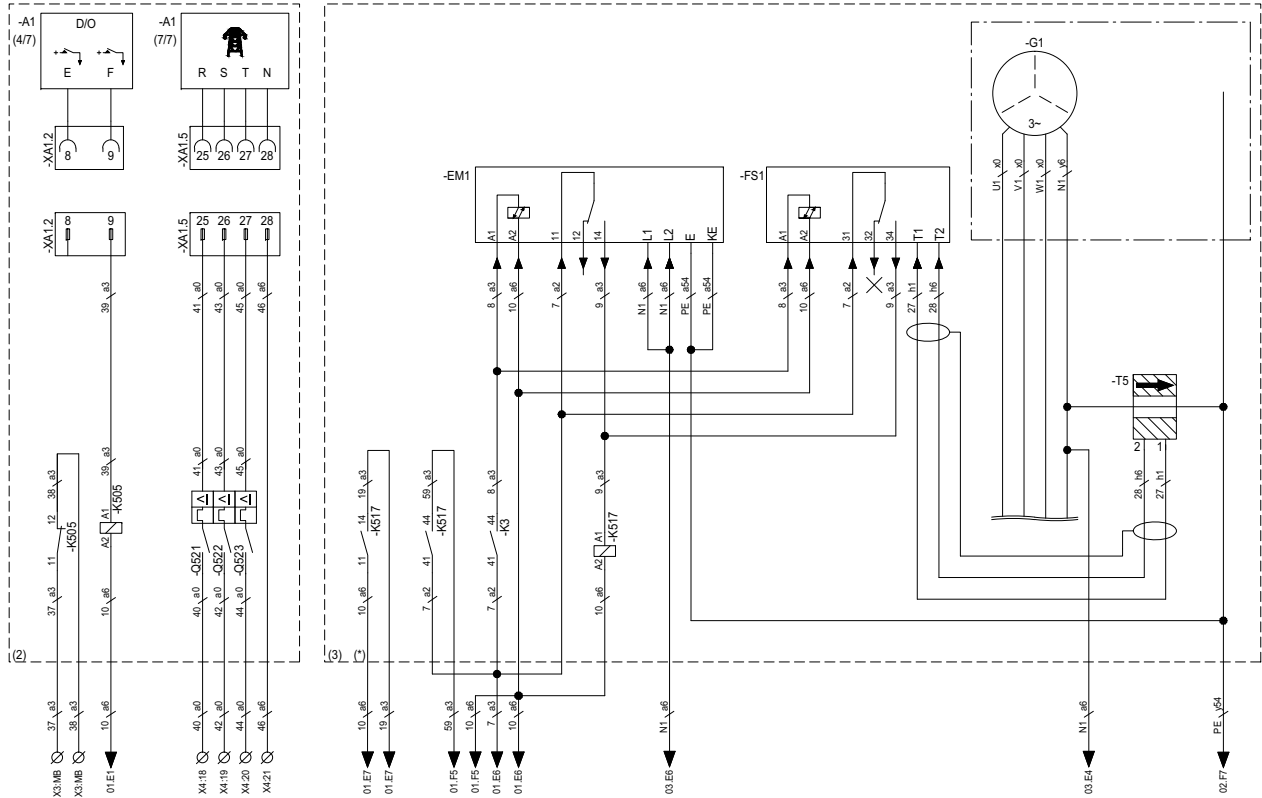 -A1
(4/7)
D/O
E F
-A1
(7/7)
R S T N
-XA1.2
8 9
-XA1.5
25 26 27 28
-XA1.2
8 9
-XA1.5
25 26 27 28
39 a3
41 a0
43 a0
45 a0
46 a6
38 a3
12
11
-K505
37 a3
39 a3
A1
A2
-K505
10 a6
41 a0
43 a0
45 a0
-Q521
-Q522
-Q523
40 a0
42 a0
44 a0
(2)
37 a3
38 a3
10 a6
40 a0
42 a0
44 a0
46 a6
X3:MB
X3:MB
01.E1
X4:18
X4:19
X4:20
X4:21
-EM1
A1
A2
11
12
14
L1
L2
E
KE
8 a3
10 a6
7 a2
9 a3
N1 a6
N1 a6
PE a54
PE a54
-FS1
A1
A2
31
32
34
T1
T2
8 a3
10 a6
7 a2
9 a3
27 h1
28 h6
-G1
3~
U1 x0
V1 x0
W1 x0
N1 y6
-T5
2 1
28 h6
27 h1
19 a3
14
11
-K517
10 a6
59 a3
44
41
-K517
7 a2
8 a3
44
41
-K3
7 a2
9 a3
A1
A2
-K517
10 a6
(3) (*)
10 a6
19 a3
59 a3
10 a6
7 a3
10 a6
N1 a6
N1 a6
PE y54
01.E7
01.E7
01.F5
01.F5
01.E6
01.E6
03.E6
03.E4
02.F7